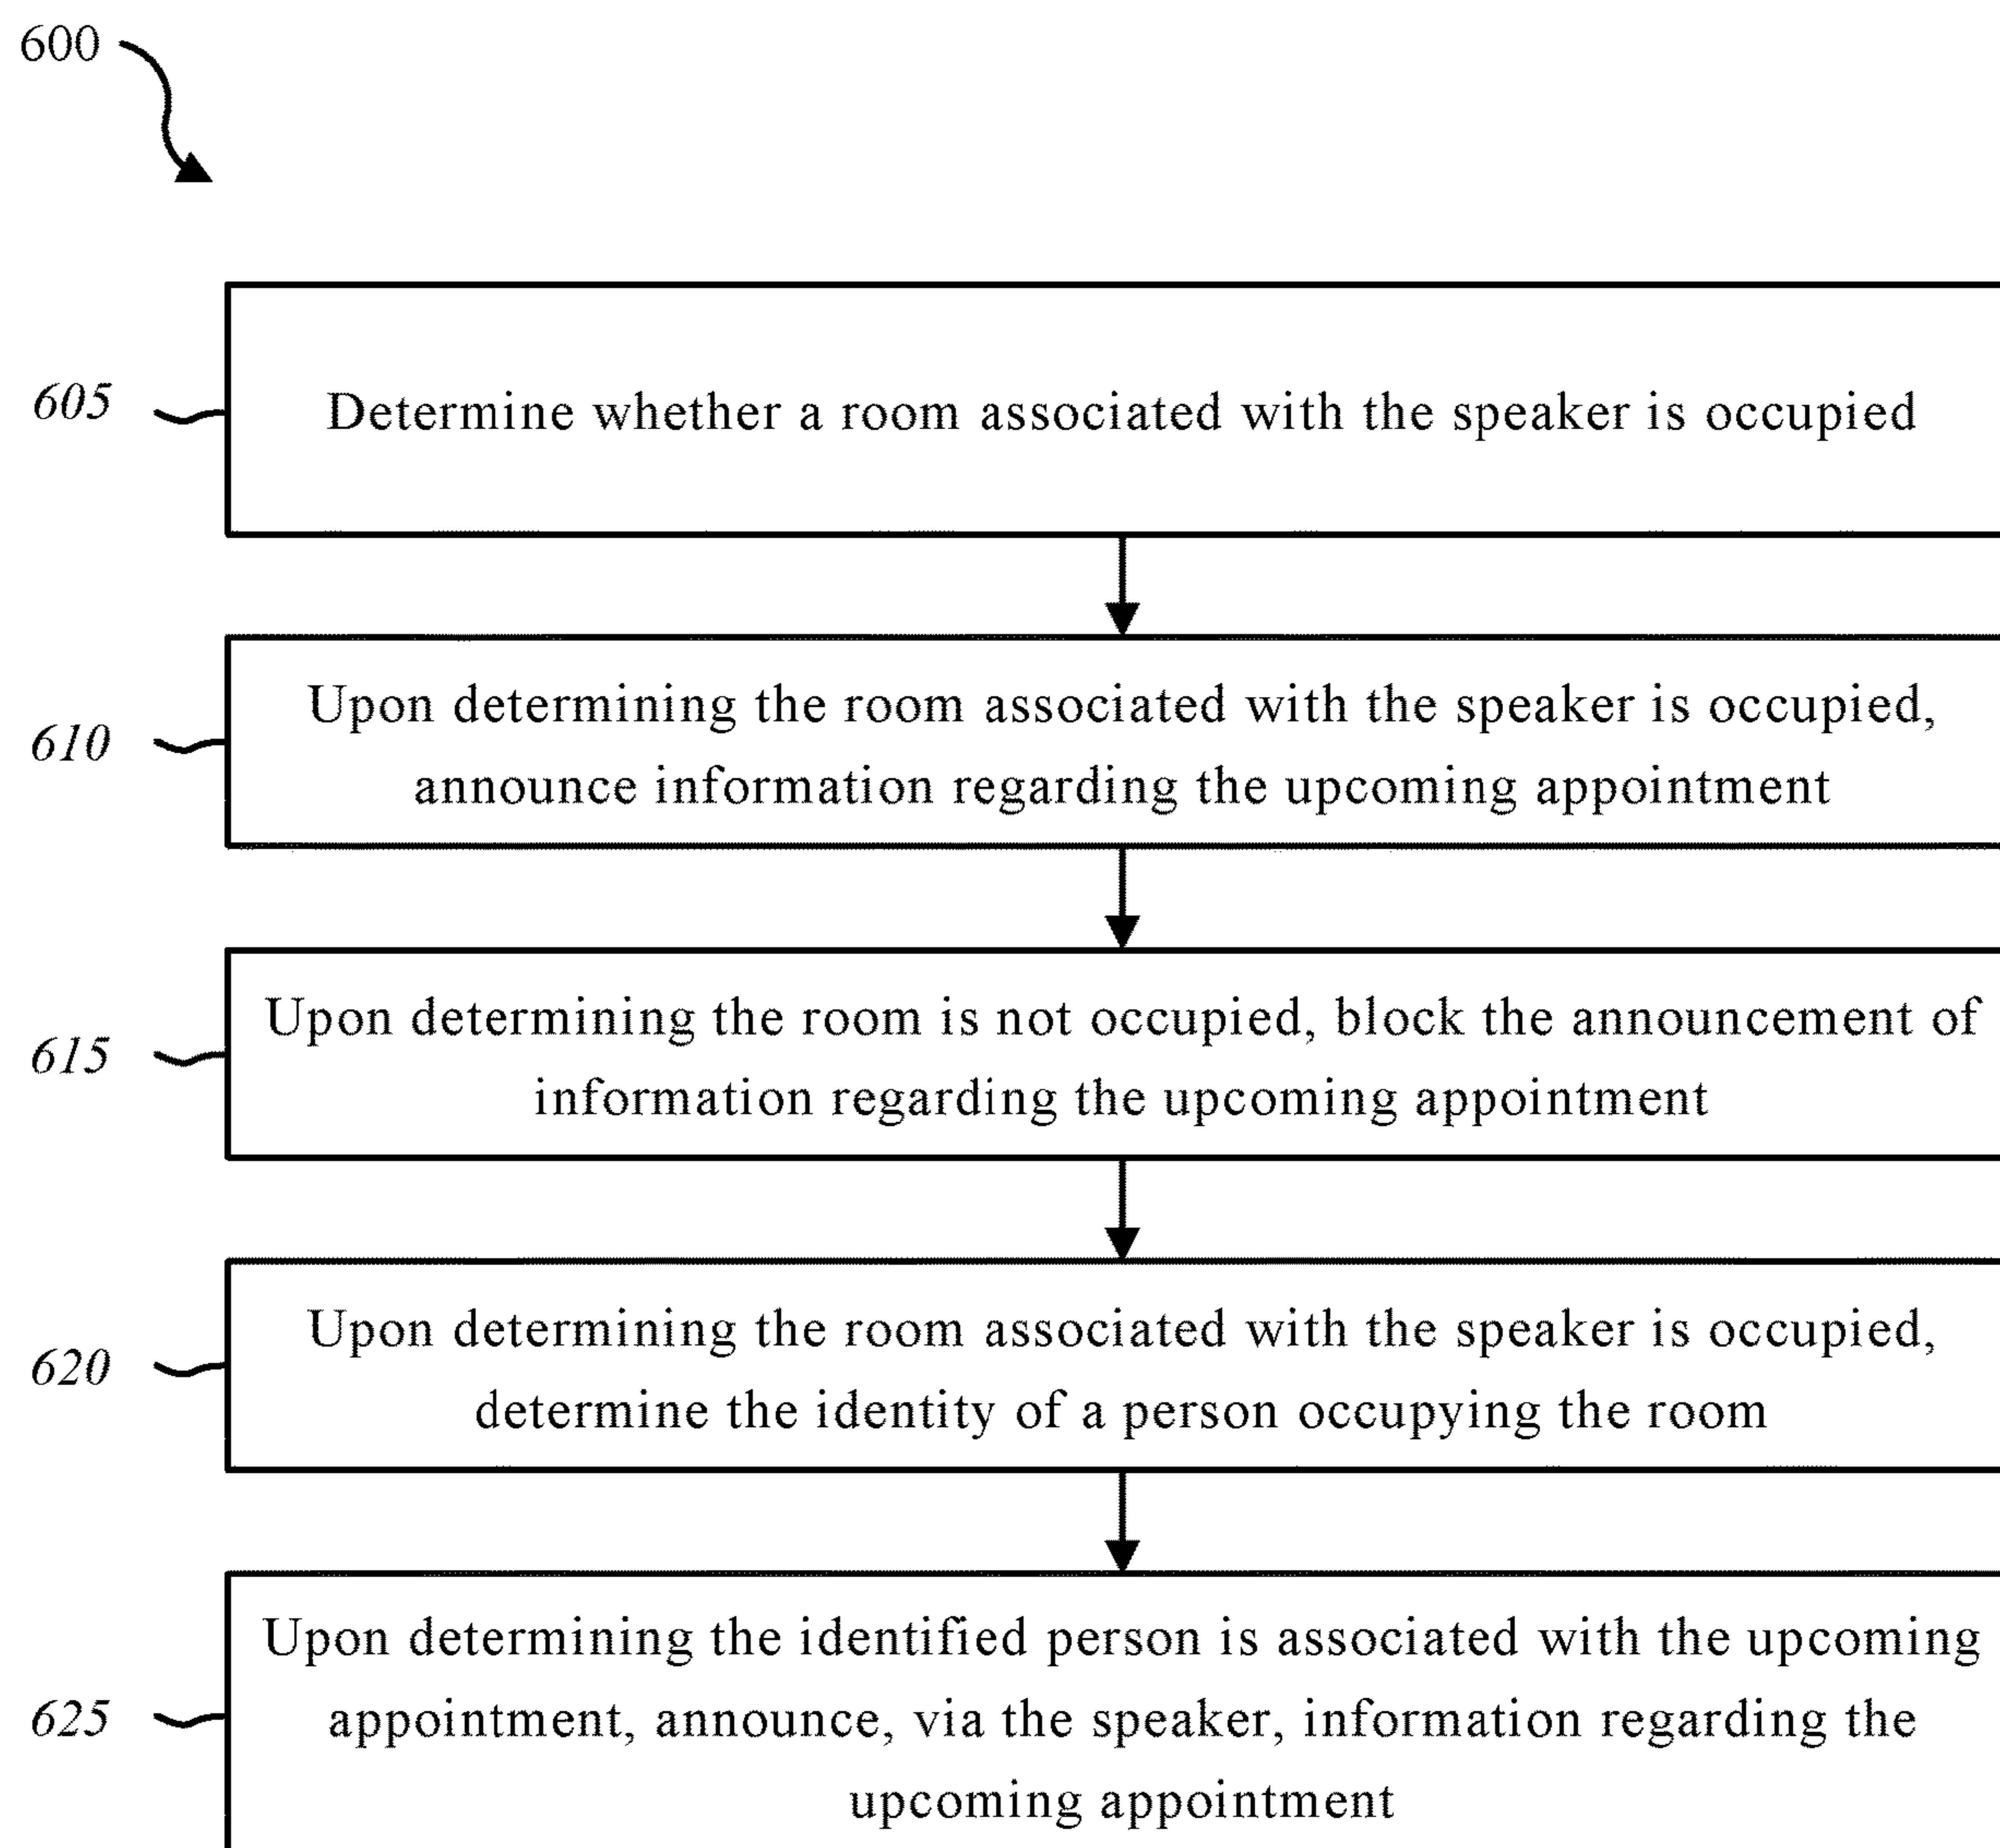 600
605
Determine whether a room associated with the speaker is occupied
610
Upon determining the room associated with the speaker is occupied,
announce information regarding the upcoming appointment
615
Upon determining the room is not occupied, block the announcement of
information regarding the upcoming appointment
620
Upon determining the room associated with the speaker is occupied,
determine the identity of a person occupying the room
625
Upon determining the identified person is associated with the upcoming
appointment, announce, via the speaker, information regarding the
upcoming appointment